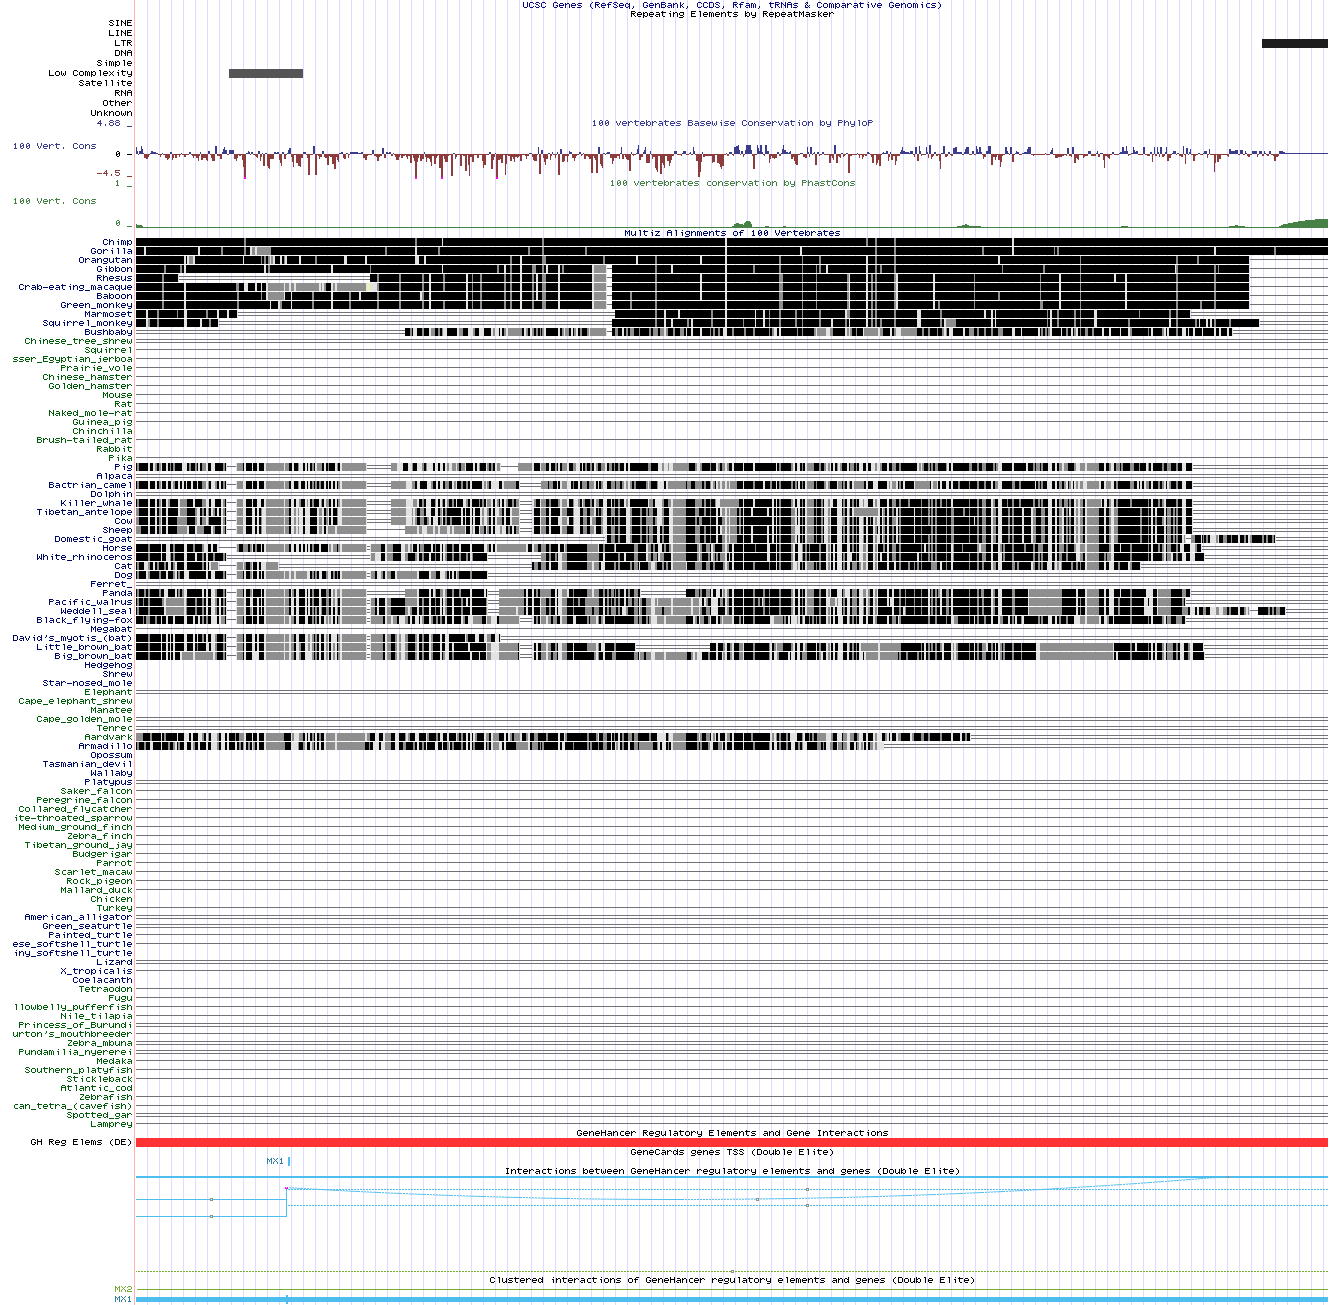 UCSC Genes (RefSeq, GenBank, CCDS, Rfam, tRNAs & Comparative Genomics)
Repeating Elements by RepeatMasker
SINE
LINE
LTR
DNA
Simple
Low Complexity
Satellite
RNA
Other
Unknown
4.88 _
100 vertebrates Basewise Conservation by PhyloP
100 Vert. Cons
0 _
-4.5 _
1 _
100 vertebrates conservation by PhastCons
100 Vert. Cons
0 _
Multiz Alignments of 100 Vertebrates
Chimp
Gorilla
Orangutan
Gibbon
Rhesus
Crab-eating_macaque
Baboon
Green_monkey
Marmoset
Squirrel_monkey
Bushbaby
Chinese_tree_shrew
Squirrel
sser_Egyptian_jerboa
Prairie_vole
Chinese_hamster
Golden_hamster
Mouse
Rat
Naked_mole-rat
Guinea_pig
Chinchilla
Brush-tailed_rat
Rabbit
Pika
Pig
Alpaca
Bactrian_camel
Dolphin
Killer_whale
Tibetan_antelope
Cow
Sheep
Domestic_goat
Horse
White_rhinoceros
Cat
Dog
Ferret_
Panda
Pacific_walrus
Weddell_seal
Black_flying-fox
Megabat
David's_myotis_(bat)
Little_brown_bat
Big_brown_bat
Hedgehog
Shrew
Star-nosed_mole
Elephant
Cape_elephant_shrew
Manatee
Cape_golden_mole
Tenrec
Aardvark
Armadillo
Opossum
Tasmanian_devil
Wallaby
Platypus
Saker_falcon
Peregrine_falcon
Collared_flycatcher
ite-throated_sparrow
Medium_ground_finch
Zebra_finch
Tibetan_ground_jay
Budgerigar
Parrot
Scarlet_macaw
Rock_pigeon
Mallard_duck
Chicken
Turkey
American_alligator
Green_seaturtle
Painted_turtle
ese_softshell_turtle
iny_softshell_turtle
Lizard
X_tropicalis
Coelacanth
Tetraodon
Fugu
llowbelly_pufferfish
Nile_tilapia
Princess_of_Burundi
urton's_mouthbreeder
Zebra_mbuna
Pundamilia_nyererei
Medaka
Southern_platyfish
Stickleback
Atlantic_cod
Zebrafish
can_tetra_(cavefish)
Spotted_gar
Lamprey
GeneHancer Regulatory Elements and Gene Interactions
GH Reg Elems (DE)
GeneCards genes TSS (Double Elite)
MX1
Interactions between GeneHancer regulatory elements and genes (Double Elite)
Clustered interactions of GeneHancer regulatory elements and genes (Double Elite)
MX2
MX1